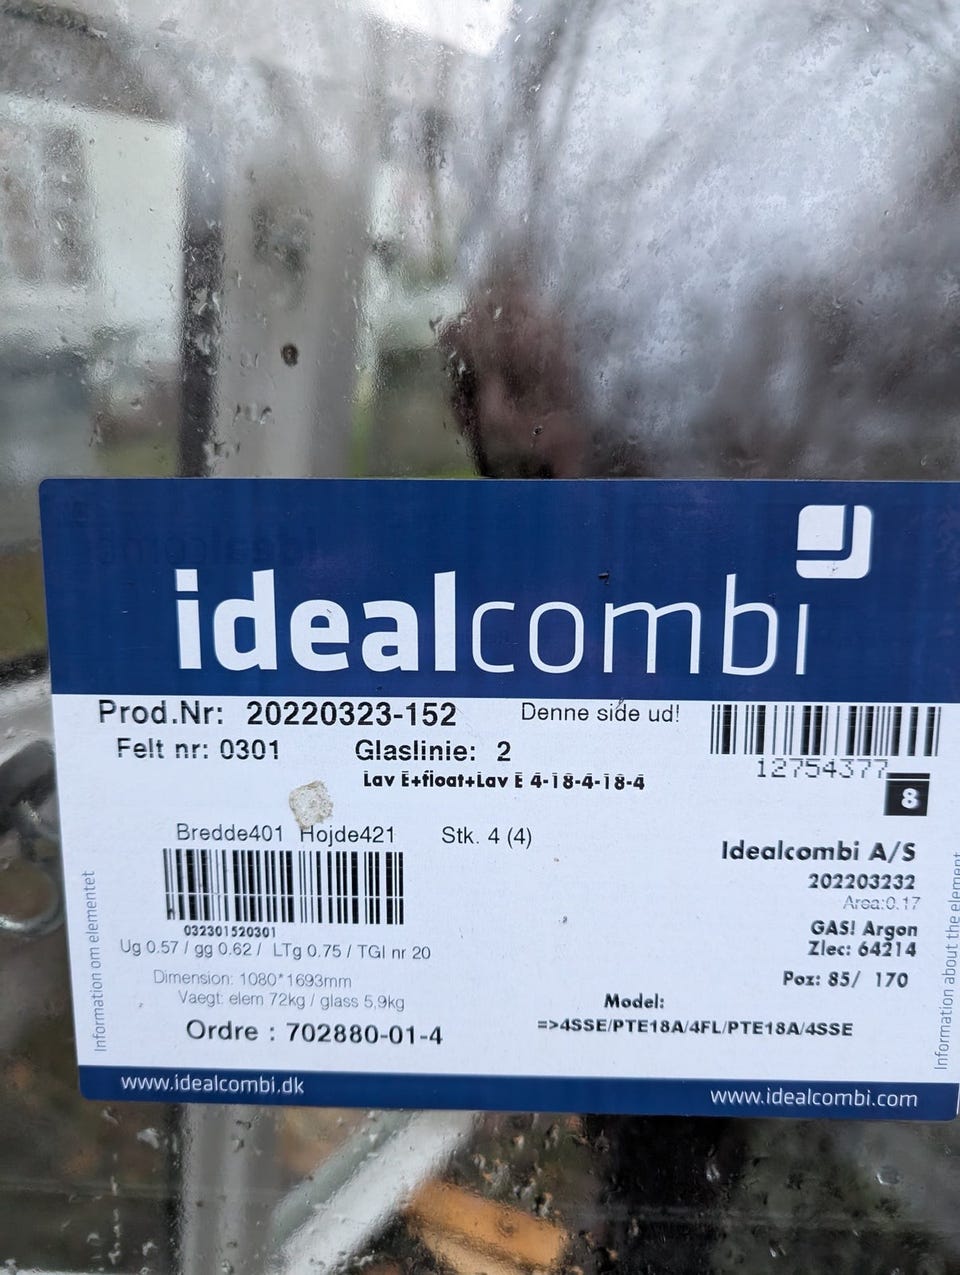 idealcombi
Prod.Nr: 20220323-152
Denne side ud!
Felt nr: 0301 Glaslinie: 2
Lav E+float+Lav E 4-18-4-18-4
12754377
8
Bredde401 Højde421 Stk. 4 (4)
032301520301
Ug 0.57 / gg 0.62 / LTg 0.75 / TGI nr 20
Dimension: 1080*1693mm
Vaegt: elem 72kg / glass 5,9kg
Ordre : 702880-01-4
Idealcombi A/S
202203232
Area:0.17
GAS! Argon
Zlec: 64214
Poz: 85/ 170
Model:
=>4SSE/PTE18A/4FL/PTE18A/4SSE
Information om elementet
Information about the element
www.idealcombi.dk
www.idealcombi.com